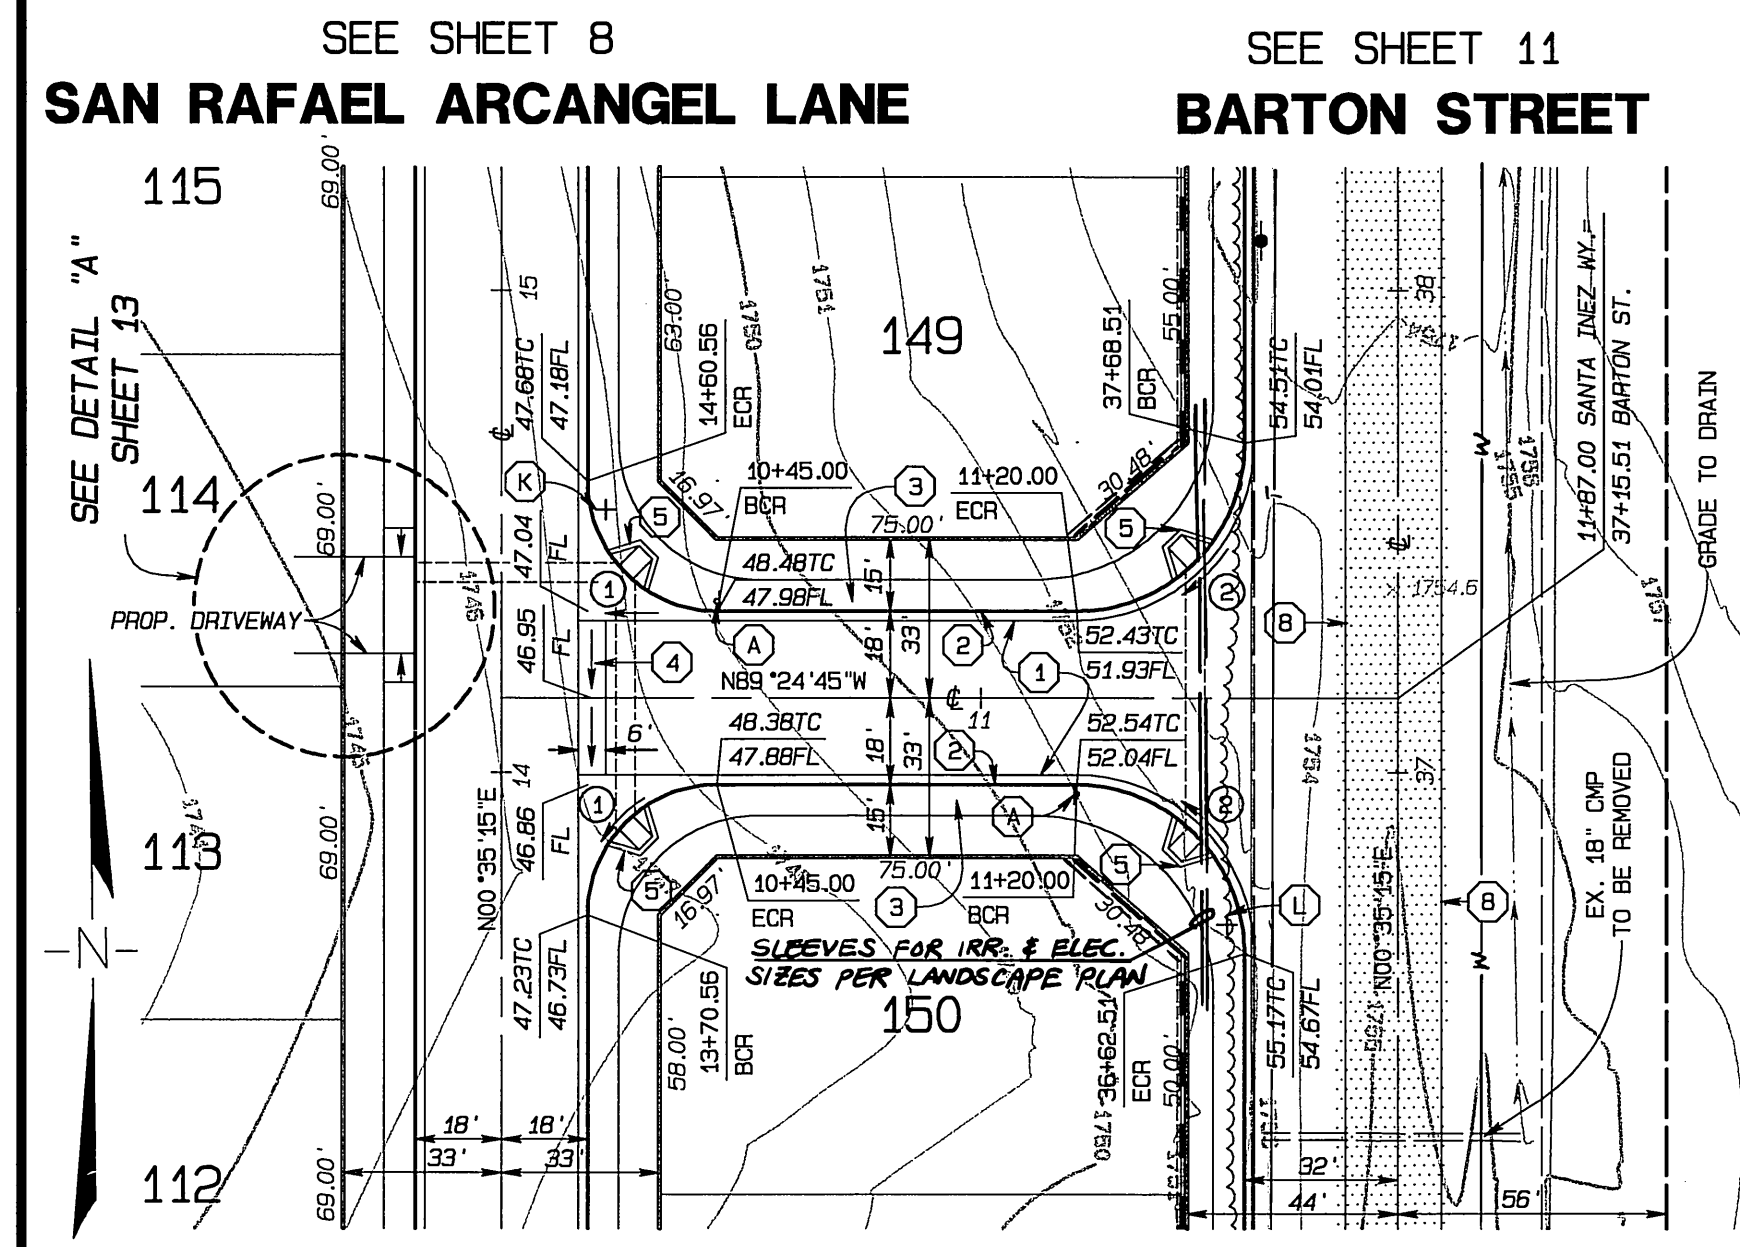 SEE SHEET 8
SAN RAFAEL ARCANGEL LANE
SEE SHEET 11
BARTON STREET
115
69.00'
SEE DETAIL "A"
SHEET 13
114
69.00'
PROP. DRIVEWAY
113
69.00'
-N-
112
69.00'
15
47.68TC
47.18FL
14+60.56
ECR
63.00'
1750
1751
149
37+68.51
BCR
55.00'
54.51TC
54.01FL
38
11+87.00 SANTA INEZ WY.=
37+15.51 BARTON ST.
GRADE TO DRAIN
1756
1755
W
K
16.97'
10+45.00
BCR
3
11+20.00
ECR
30.48'
75.00'
5
5
47.04
FL
1
48.48TC
47.98FL
15'
2
8
1754.6
46.95
FL
4
A
18'
33'
2
1
52.43TC
51.93FL
N89°24'45"W
11
6'
48.38TC
47.88FL
18'
33'
2
52.54TC
52.04FL
1754
37
EX. 18" CMP
TO BE REMOVED
14
N00°35'15"E
46.86
FL
1
15'
A
2
5
16.97'
75.00'
10+45.00
ECR
3
11+20.00
BCR
5
30.48'
L
8
N00°35'15"E
SLEEVES FOR IRR. & ELEC.
SIZES PER LANDSCAPE PLAN
W
47.23TC
46.73FL
13+70.56
BCR
58.00'
150
36+62.51
ECR
50.00'
1750
55.17TC
54.67FL
18'
18'
33'
33'
32'
44'
56'